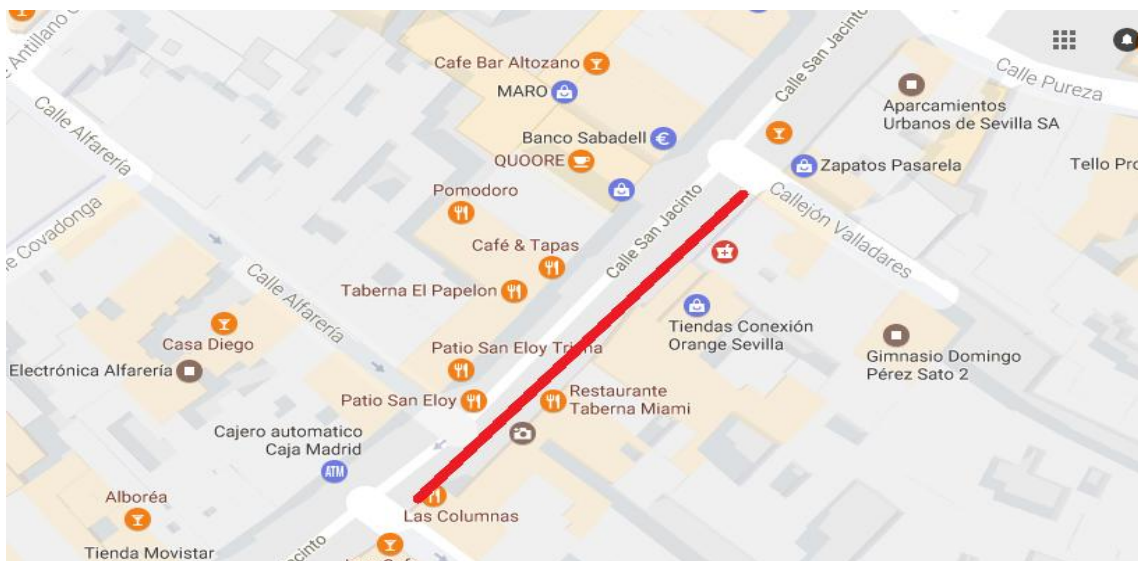 Antillano
Calle Alfarería
Covadonga
Calle Alfarería
Cafe Bar Altozano
MARO
Banco Sabadell
€
QUOORE
Pomodoro
Café & Tapas
Taberna El Papelon
Casa Diego
Electrónica Alfarería
Patio San Eloy Triana
Patio San Eloy
Cajero automatico
Caja Madrid
ATM
Alboréa
Tienda Movistar
Las Columnas
Calle San Jacinto
Calle San Jacinto
Calle Pureza
Aparcamientos
Urbanos de Sevilla SA
Zapatos Pasarela
Tello Pro
Callejón Valladares
Tiendas Conexión
Orange Sevilla
Gimnasio Domingo
Pérez Sato 2
Restaurante
Taberna Miami
cinto